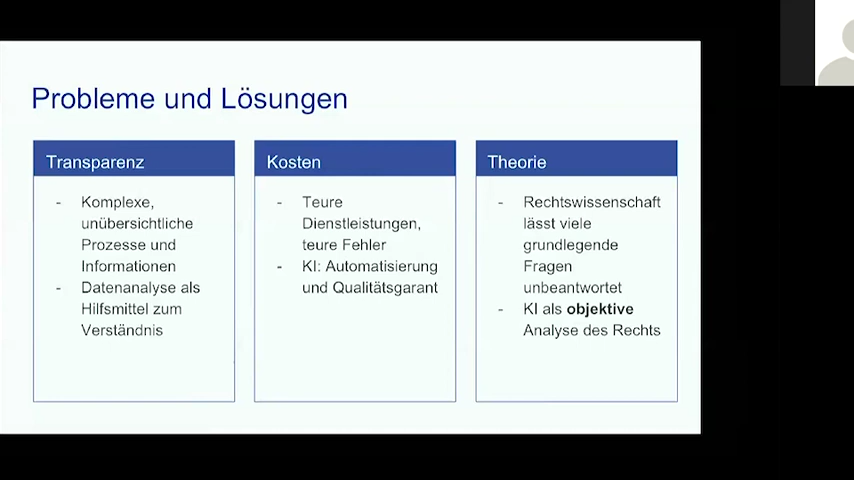 Probleme und Lösungen
Transparenz
- Komplexe,
unübersichtliche
Prozesse und
Informationen
- Datenanalyse als
Hilfsmittel zum
Verständnis
Kosten
- Teure
Dienstleistungen,
teure Fehler
- KI: Automatisierung
und Qualitätsgarant
Theorie
- Rechtswissenschaft
lässt viele
grundlegende
Fragen
unbeantwortet
- KI als objektive
Analyse des Rechts